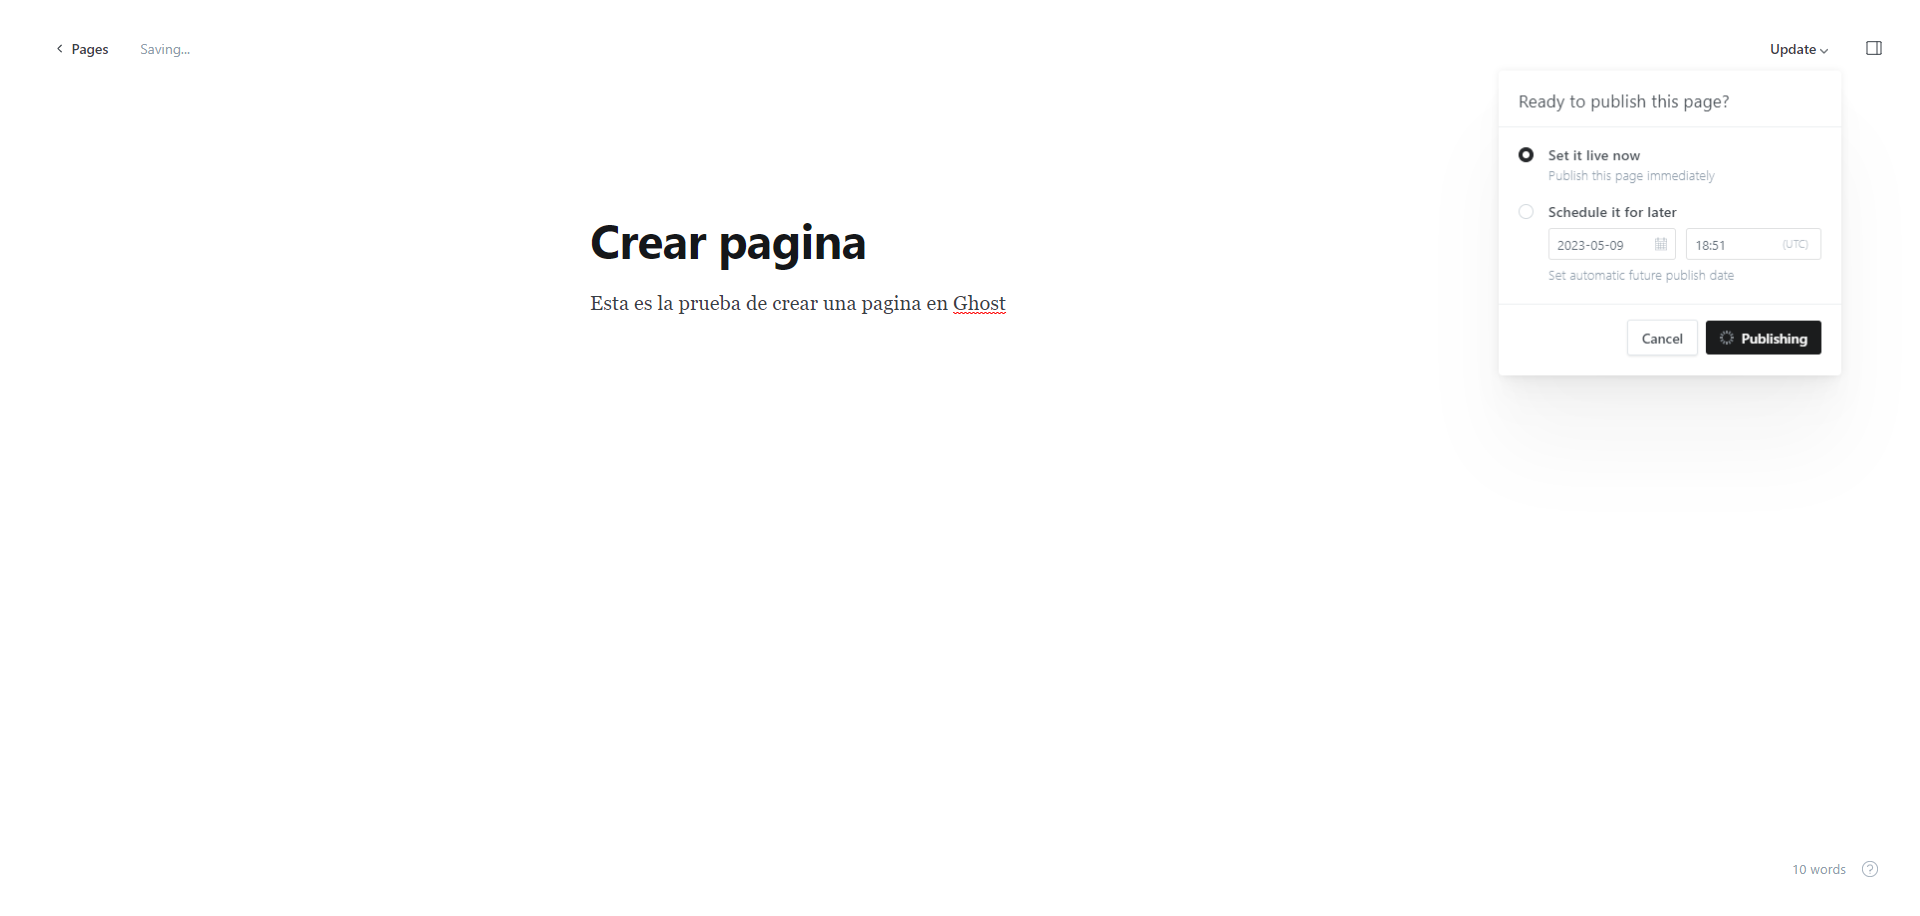 Pages
Saving...
Update
Ready to publish this page?
Set it live now
Publish this page immediately
Schedule it for later
2023-05-09
18:51 (UTC)
Set automatic future publish date
Cancel
Publishing
Crear pagina
Esta es la prueba de crear una pagina en Ghost
10 words
?